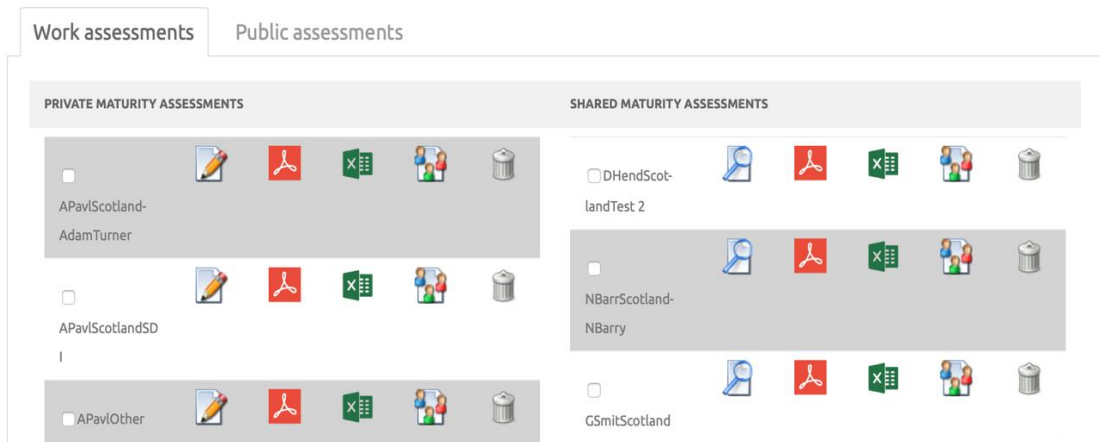 Work assessments
Public assessments
PRIVATE MATURITY ASSESSMENTS
APavlScotland-
AdamTurner
APavlScotlandSD
I
APavlOther
SHARED MATURITY ASSESSMENTS
DHendScot-
landTest 2
NBarrScotland-
NBarry
GSmitScotland